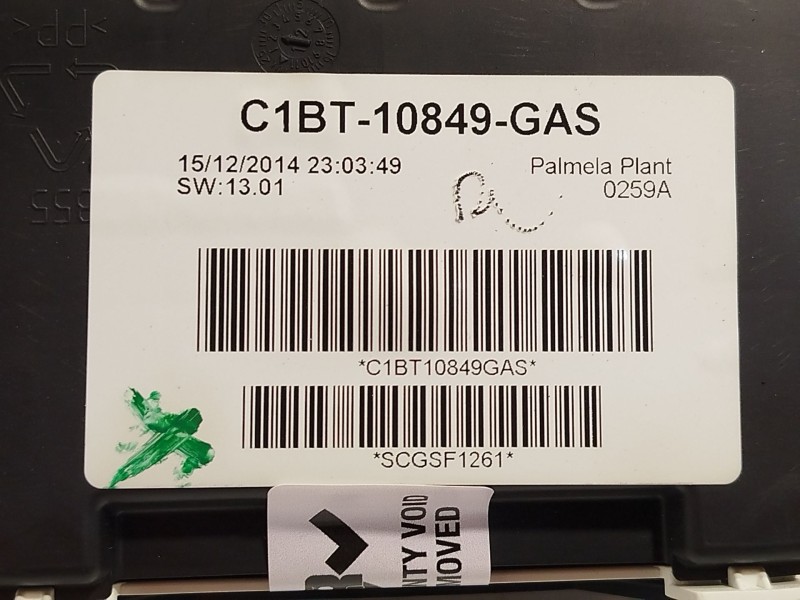 >PP<
C1BT-10849-GAS
15/12/2014 23:03:49
SW:13.01
Palmela Plant
0259A
*C1BT10849GAS*
*SCGSF1261*
NTY VOID
MOVED